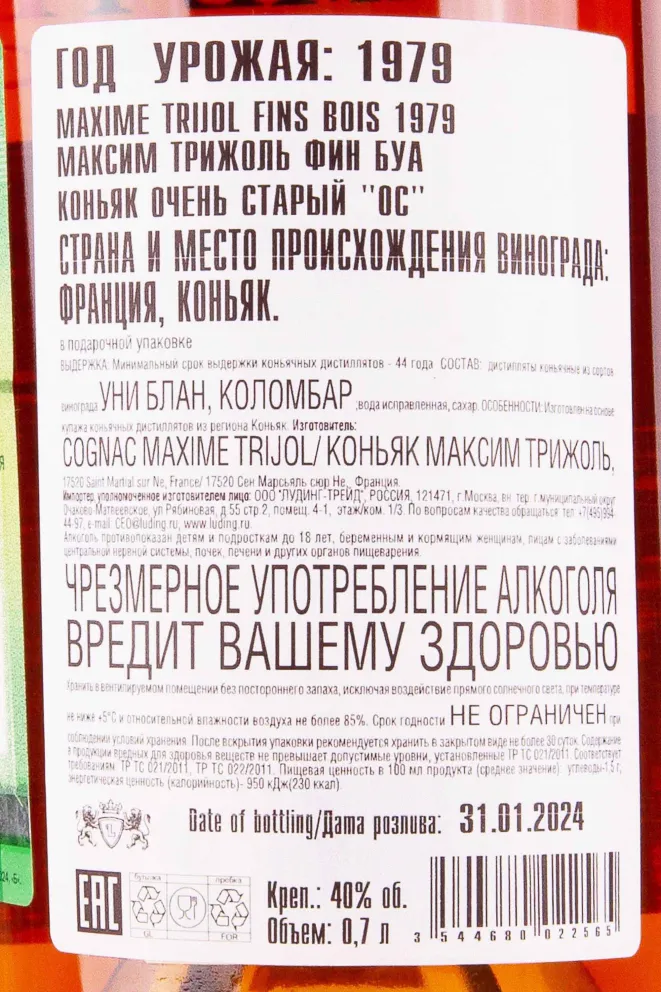 ГОД УРОЖАЯ: 1979
MAXIME TRIJOL FINS BOIS 1979
МАКСИМ ТРИЖОЛЬ ФИН БУА
КОНЬЯК ОЧЕНЬ СТАРЫЙ "ОС"
СТРАНА И МЕСТО ПРОИСХОЖДЕНИЯ ВИНОГРАДА:
ФРАНЦИЯ, КОНЬЯК.
в подарочной упаковке
ВЫДЕРЖКА: Минимальный срок выдержки коньячных дистиллятов - 44 года СОСТАВ: дистилляты коньячные из сортов
винограда УНИ БЛАН, КОЛОМБАР ,вода исправленная, сахар. ОСОБЕННОСТИ: Изготовлен на основе
купажа коньячных дистиллятов из региона Коньяк. Изготовитель:
COGNAC MAXIME TRIJOL/ КОНЬЯК МАКСИМ ТРИЖОЛЬ,
17520 Saint Martial sur Ne, France/ 17520 Сен Марсьяль сюр Не, Франция.
Импортер, уполномоченное изготовителем лицо: ООО "ЛУДИНГ-ТРЕЙД", РОССИЯ, 121471, г.Москва, вн. тер. г.муниципальный округ
Очаково-Матвеевское, ул Рябиновая, д.55 стр.2, помещ. 4-1, этаж/ком. 1/3. По вопросам качества обращаться: тел. +7(495)994
44-97, e-mail: CEO@luding.ru, www.luding.ru.
Алкоголь противопоказан детям и подросткам до 18 лет, беременным и кормящим женщинам, лицам с заболеваниями
центральной нервной системы, почек, печени и других органов пищеварения.
ЧРЕЗМЕРНОЕ УПОТРЕБЛЕНИЕ АЛКОГОЛЯ
ВРЕДИТ ВАШЕМУ ЗДОРОВЬЮ
Хранить в вентилируемом помещении без постороннего запаха, исключая воздействие прямого солнечного света, при температуре
не ниже +5°С и относительной влажности воздуха не более 85%. Срок годности НЕ ОГРАНИЧЕН при
соблюдении условий хранения. После вскрытия упаковки рекомендуется хранить в закрытом виде не более 30 суток. Содержание
в продукции вредных для здоровья веществ не превышает допустимые уровни, установленные ТР ТС 021/2011. Соответствует
требованиям: ТР ТС 021/2011, ТР ТС 022/2011. Пищевая ценность в 100 мл продукта (среднее значение): углеводы-1,5 г,
энергетическая ценность (калорийность)- 950 кДж(230 ккал).
Date of bottling/Дата розлива: 31.01.2024
бутылка пробка
GL FOR
EAC
Креп.: 40% об.
Объем: 0,7 л
3 544680 022565